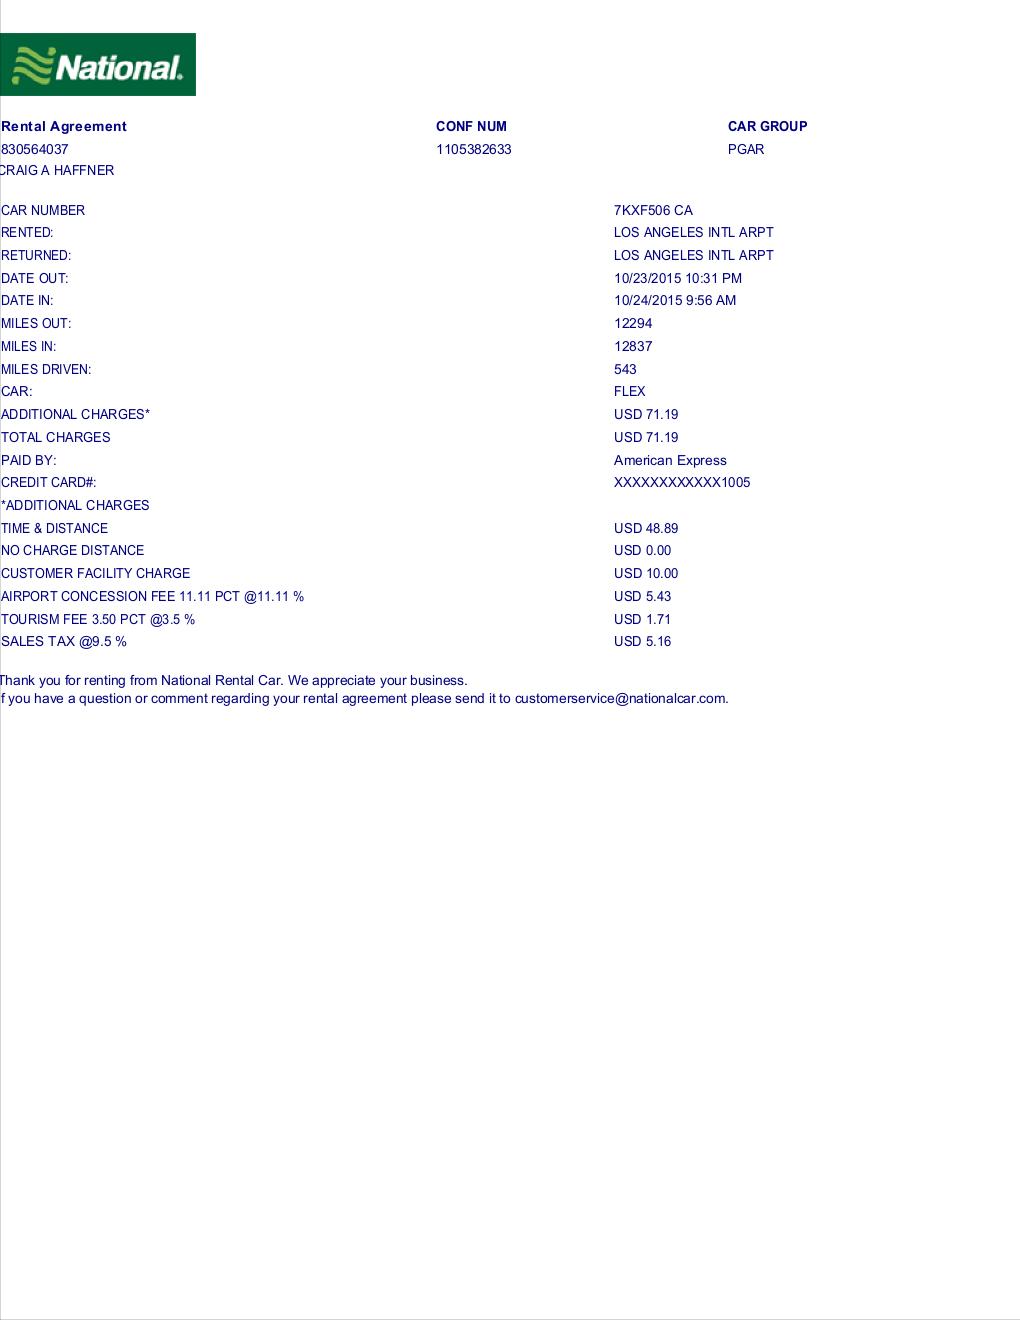 National.
Rental Agreement CONF NUM CAR GROUP
830564037 1105382633 PGAR
CRAIG A HAFFNER
CAR NUMBER 7KXF506 CA
RENTED: LOS ANGELES INTL ARPT
RETURNED: LOS ANGELES INTL ARPT
DATE OUT: 10/23/2015 10:31 PM
DATE IN: 10/24/2015 9:56 AM
MILES OUT: 12294
MILES IN: 12837
MILES DRIVEN: 543
CAR: FLEX
ADDITIONAL CHARGES* USD 71.19
TOTAL CHARGES USD 71.19
PAID BY: American Express
CREDIT CARD#: XXXXXXXXXXXX1005
*ADDITIONAL CHARGES
TIME & DISTANCE USD 48.89
NO CHARGE DISTANCE USD 0.00
CUSTOMER FACILITY CHARGE USD 10.00
AIRPORT CONCESSION FEE 11.11 PCT @11.11 % USD 5.43
TOURISM FEE 3.50 PCT @3.5 % USD 1.71
SALES TAX @9.5 % USD 5.16
Thank you for renting from National Rental Car. We appreciate your business.
f you have a question or comment regarding your rental agreement please send it to customerservice@nationalcar.com.